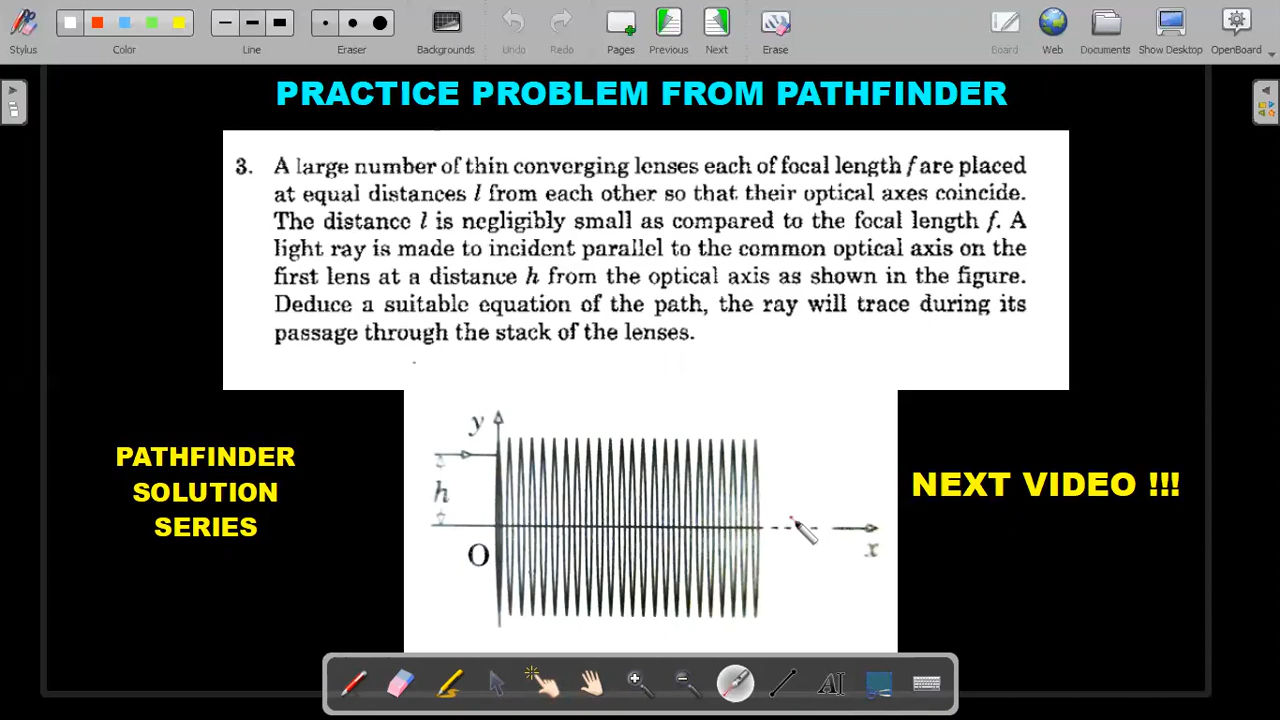 Stylus
Color
Line
Eraser
Backgrounds
Undo
Redo
Pages
Previous
Next
Erase
Board
Web
Documents
Show Desktop
OpenBoard
PRACTICE PROBLEM FROM PATHFINDER
3. A large number of thin converging lenses each of focal length f are placed
at equal distances l from each other so that their optical axes coincide.
The distance l is negligibly small as compared to the focal length f. A
light ray is made to incident parallel to the common optical axis on the
first lens at a distance h from the optical axis as shown in the figure.
Deduce a suitable equation of the path, the ray will trace during its
passage through the stack of the lenses.
y
h
O
x
PATHFINDER
SOLUTION
SERIES
NEXT VIDEO !!!
AI